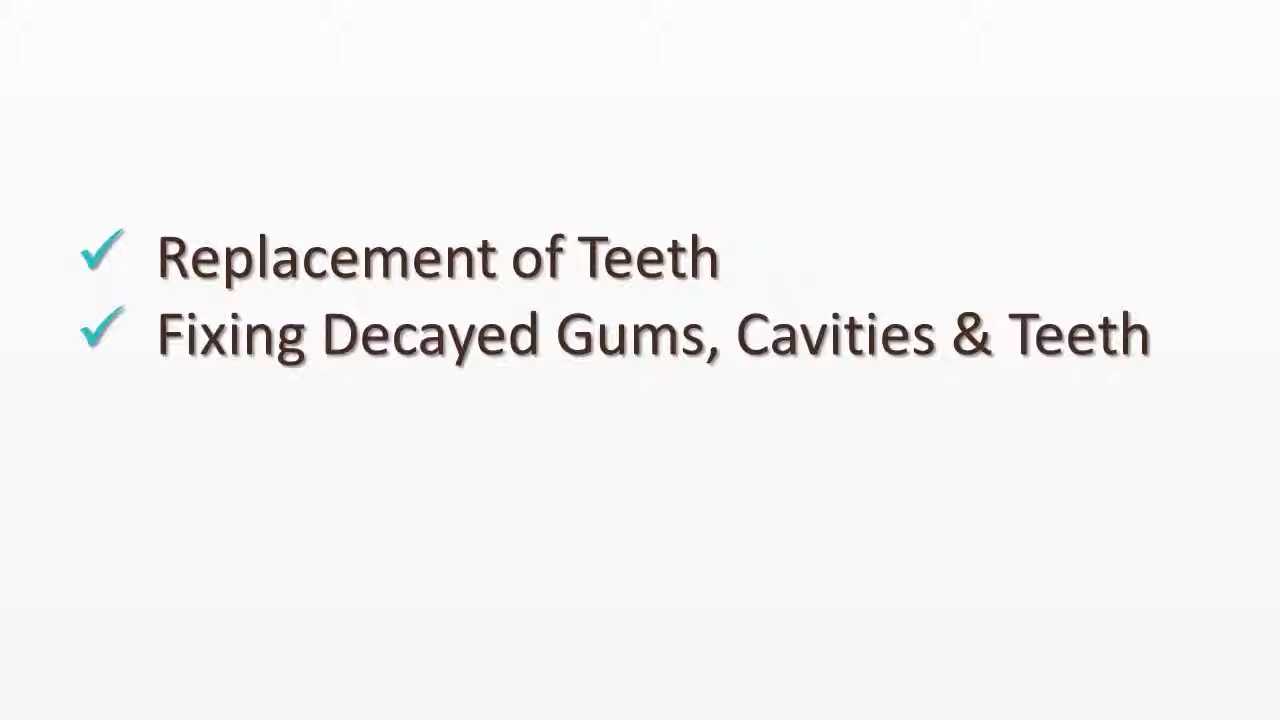 ✓ Replacement of Teeth
✓ Fixing Decayed Gums, Cavities & Teeth